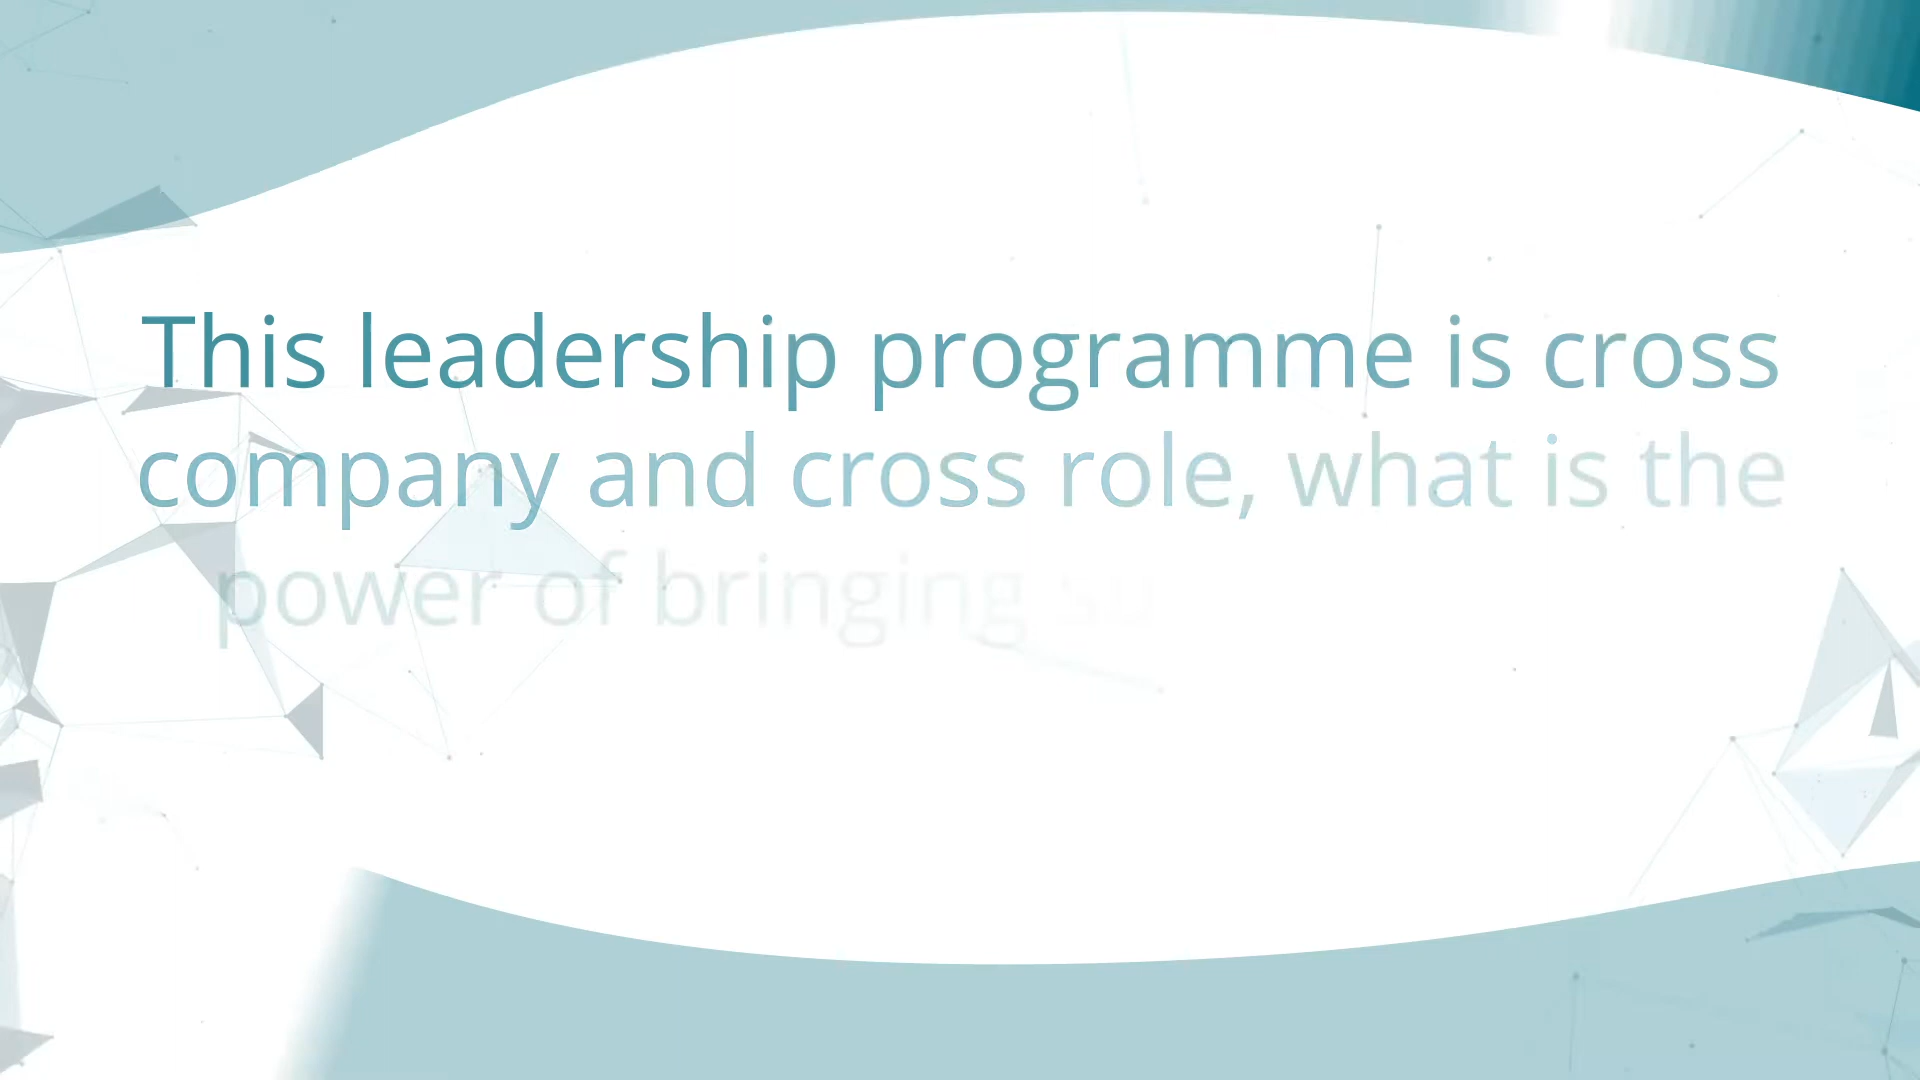 This leadership programme is cross
company and cross role, what is the
power of bringing